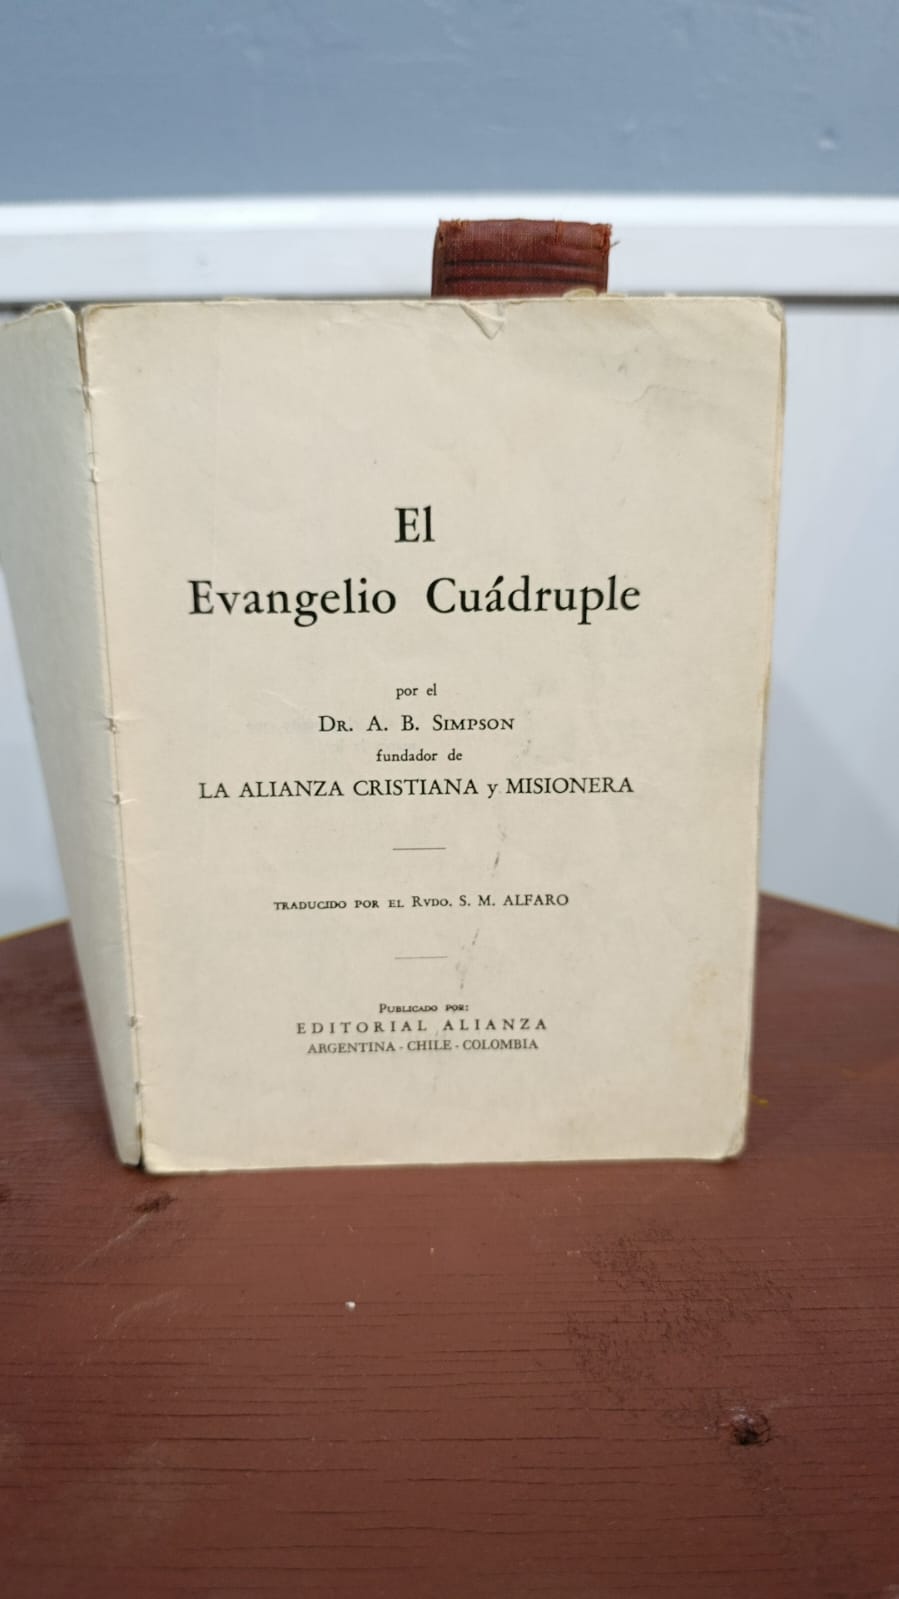 El
Evangelio Cuádruple
por el
DR. A. B. SIMPSON
fundador de
LA ALIANZA CRISTIANA y MISIONERA
TRADUCIDO POR EL RVDO. S. M. ALFARO
PUBLICADO POR:
EDITORIAL ALIANZA
ARGENTINA - CHILE - COLOMBIA